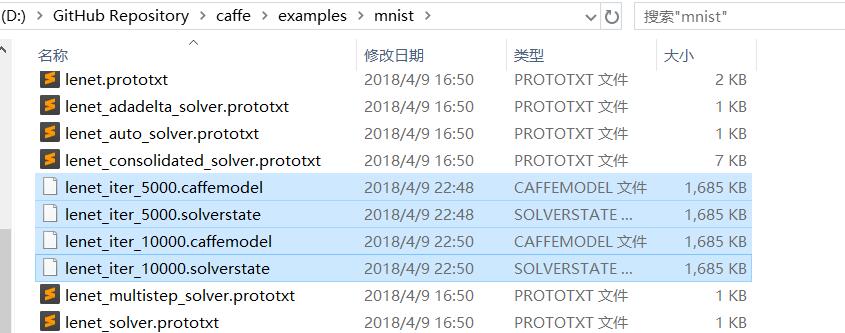 (D:) > GitHub Repository > caffe > examples > mnist > 搜索"mnist"
名称 修改日期 类型 大小
lenet.prototxt 2018/4/9 16:50 PROTOTXT 文件 2 KB
lenet_adadelta_solver.prototxt 2018/4/9 16:50 PROTOTXT 文件 1 KB
lenet_auto_solver.prototxt 2018/4/9 16:50 PROTOTXT 文件 1 KB
lenet_consolidated_solver.prototxt 2018/4/9 16:50 PROTOTXT 文件 7 KB
lenet_iter_5000.caffemodel 2018/4/9 22:48 CAFFEMODEL 文件 1,685 KB
lenet_iter_5000.solverstate 2018/4/9 22:48 SOLVERSTATE ... 1,685 KB
lenet_iter_10000.caffemodel 2018/4/9 22:50 CAFFEMODEL 文件 1,685 KB
lenet_iter_10000.solverstate 2018/4/9 22:50 SOLVERSTATE ... 1,685 KB
lenet_multistep_solver.prototxt 2018/4/9 16:50 PROTOTXT 文件 1 KB
lenet_solver.prototxt 2018/4/9 16:50 PROTOTXT 文件 1 KB